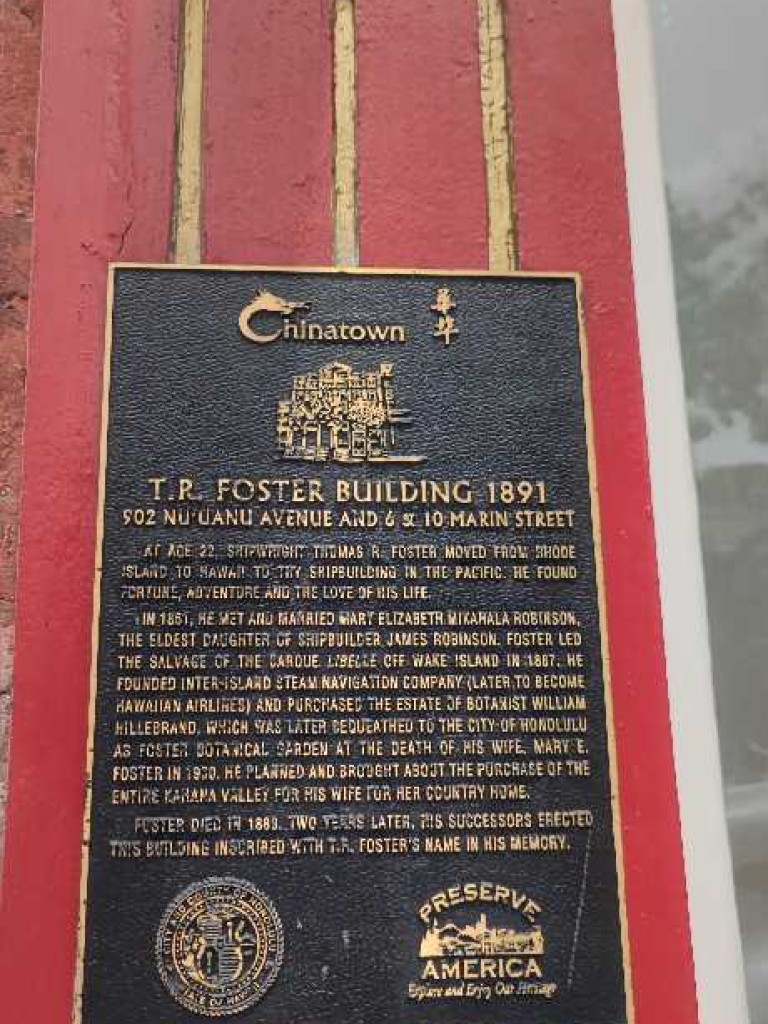 Chinatown 華埠
T.R. FOSTER BUILDING 1891
902 NU'UANU AVENUE AND 6 & 10 MARIN STREET
AT AGE 22, SHIPWRIGHT THOMAS R. FOSTER MOVED FROM RHODE
ISLAND TO HAWAII TO TRY SHIPBUILDING IN THE PACIFIC. HE FOUND
FORTUNE, ADVENTURE AND THE LOVE OF HIS LIFE.
IN 1861, HE MET AND MARRIED MARY ELIZABETH MIKAHALA ROBINSON,
THE ELDEST DAUGHTER OF SHIPBUILDER JAMES ROBINSON. FOSTER LED
THE SALVAGE OF THE BARQUE LIBELLE OFF WAKE ISLAND IN 1867. HE
FOUNDED INTER-ISLAND STEAM NAVIGATION COMPANY (LATER TO BECOME
HAWAIIAN AIRLINES) AND PURCHASED THE ESTATE OF BOTANIST WILLIAM
HILLEBRAND, WHICH WAS LATER BEQUEATHED TO THE CITY OF HONOLULU
AS FOSTER BOTANICAL GARDEN AT THE DEATH OF HIS WIFE, MARY E.
FOSTER IN 1930. HE PLANNED AND BROUGHT ABOUT THE PURCHASE OF THE
ENTIRE KAHANA VALLEY FOR HIS WIFE FOR HER COUNTRY HOME.
FOSTER DIED IN 1889. TWO YEARS LATER, HIS SUCCESSORS ERECTED
THIS BUILDING INSCRIBED WITH T.R. FOSTER'S NAME IN HIS MEMORY.
CITY AND COUNTY OF HONOLULU
STATE OF HAWAII
PRESERVE
AMERICA
Explore and Enjoy Our Heritage